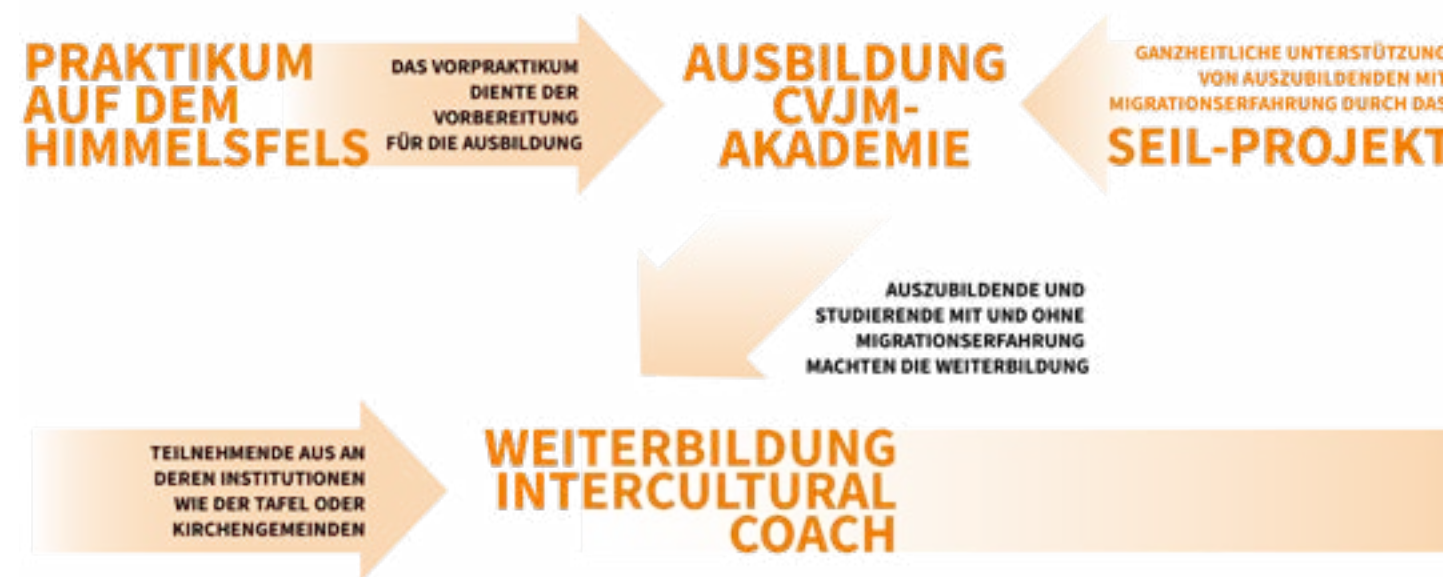 PRAKTIKUM
AUF DEM
HIMMELSFELS
DAS VORPRAKTIKUM
DIENTE DER
VORBEREITUNG
FÜR DIE AUSBILDUNG
AUSBILDUNG
CVJM-
AKADEMIE
GANZHEITLICHE UNTERSTÜTZUNG
VON AUSZUBILDENDEN MIT
MIGRATIONSERFAHRUNG DURCH DAS
SEIL-PROJEKT
AUSZUBILDENDE UND
STUDIERENDE MIT UND OHNE
MIGRATIONSERFAHRUNG
MACHTEN DIE WEITERBILDUNG
TEILNEHMENDE AUS AN
DEREN INSTITUTIONEN
WIE DER TAFEL ODER
KIRCHENGEMEINDEN
WEITERBILDUNG
INTERCULTURAL
COACH